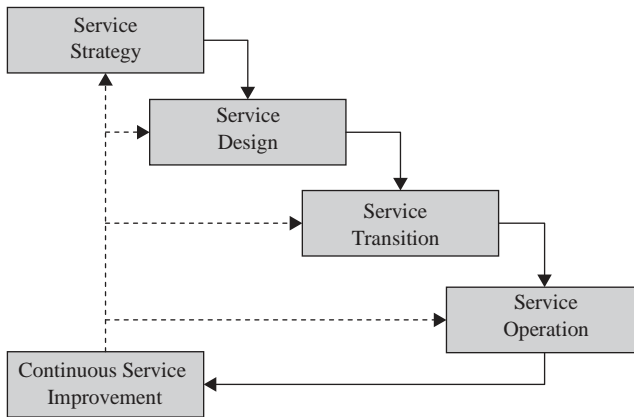 Service
Strategy
Service
Design
Service
Transition
Service
Operation
Continuous Service
Improvement